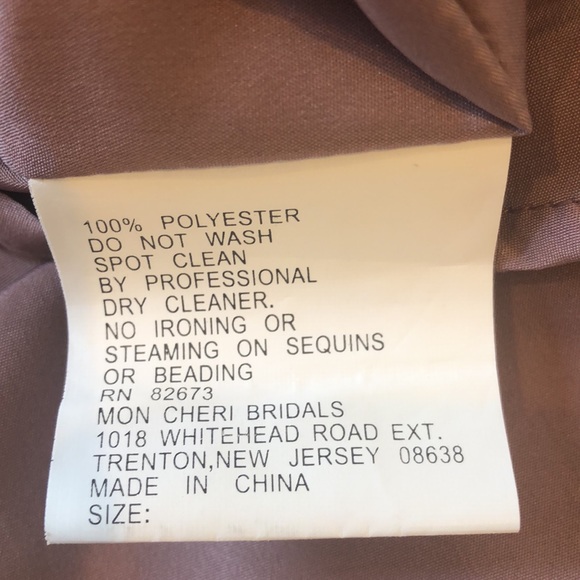 100% POLYESTER
DO NOT WASH
SPOT CLEAN
BY PROFESSIONAL
DRY CLEANER.
NO IRONING OR
STEAMING ON SEQUINS
OR BEADING
RN 82673
MON CHERI BRIDALS
1018 WHITEHEAD ROAD EXT.
TRENTON,NEW JERSEY 08638
MADE IN CHINA
SIZE: